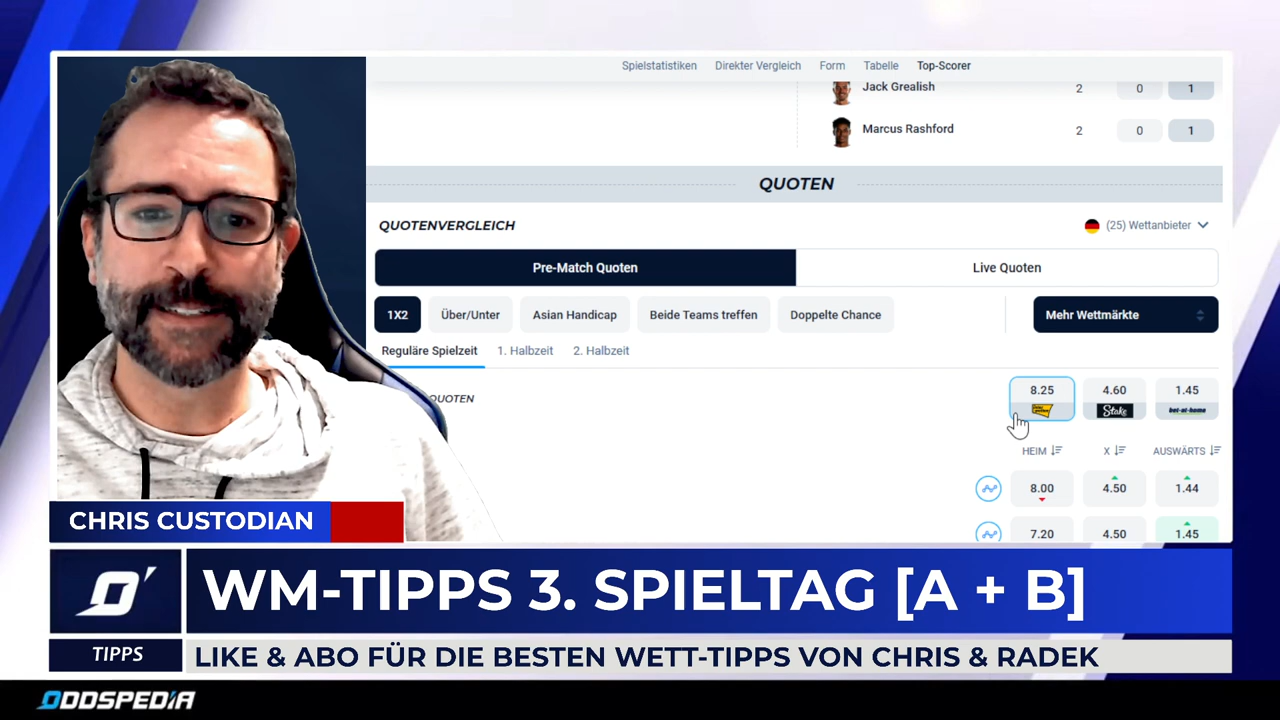 Spielstatistiken Direkter Vergleich Form Tabelle Top-Scorer
Jack Grealish 2 0 1
Marcus Rashford 2 0 1
QUOTEN
QUOTENVERGLEICH (25) Wettanbieter
Pre-Match Quoten Live Quoten
1X2 Über/Unter Asian Handicap Beide Teams treffen Doppelte Chance Mehr Wettmärkte
Reguläre Spielzeit 1. Halbzeit 2. Halbzeit
8.25 4.60 1.45
QUOTEN Stake bet-at-home
HEIM X AUSWÄRTS
8.00 4.50 1.44
7.20 4.50 1.45
CHRIS CUSTODIAN
WM-TIPPS 3. SPIELTAG [A + B]
TIPPS LIKE & ABO FÜR DIE BESTEN WETT-TIPPS VON CHRIS & RADEK
ODDSPEDIA